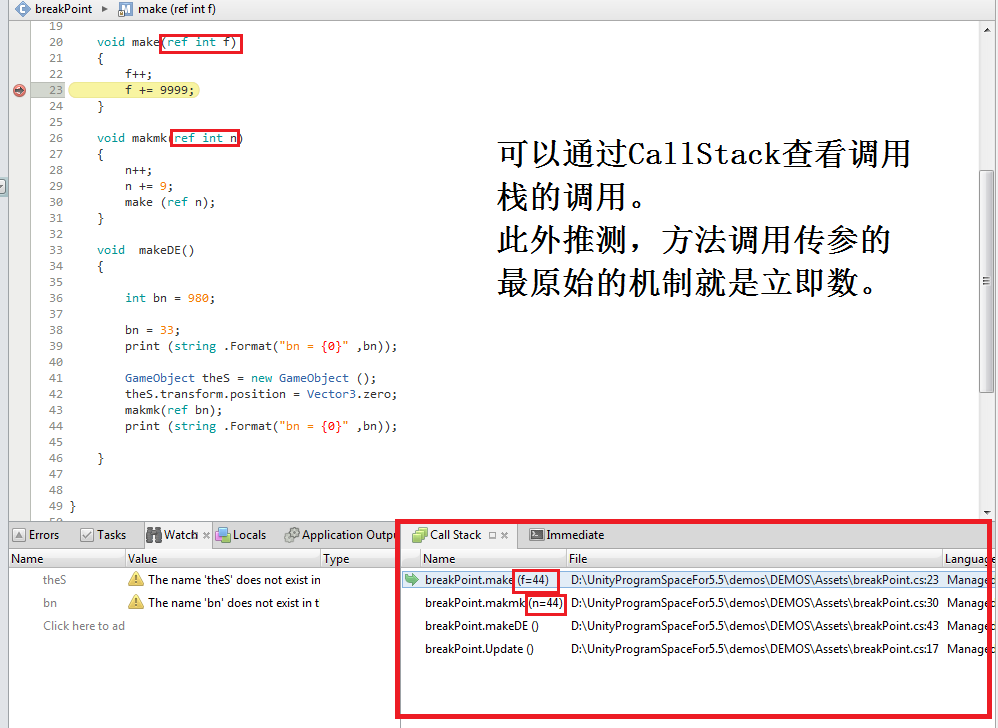 breakPoint ▸ make (ref int f)
19
20 void make(ref int f)
21 {
22 f++;
23 f += 9999;
24 }
25
26 void makmk(ref int n)
27 {
28 n++;
29 n += 9;
30 make (ref n);
31 }
32
33 void makeDE()
34 {
35
36 int bn = 980;
37
38 bn = 33;
39 print (string .Format("bn = {0}" ,bn));
40
41 GameObject theS = new GameObject ();
42 theS.transform.position = Vector3.zero;
43 makmk(ref bn);
44 print (string .Format("bn = {0}" ,bn));
45
46 }
47
48
49 }
可以通过CallStack查看调用
栈的调用。
此外推测，方法调用传参的
最原始的机制就是立即数。
Errors Tasks Watch Locals Application Outpu Call Stack Immediate
Name Value Type Name File Language
theS The name 'theS' does not exist in breakPoint.make (f=44) D:\UnityProgramSpaceFor5.5\demos\DEMOS\Assets\breakPoint.cs:23 Managed
bn The name 'bn' does not exist in t breakPoint.makmk (n=44) D:\UnityProgramSpaceFor5.5\demos\DEMOS\Assets\breakPoint.cs:30 Managed
Click here to ad breakPoint.makeDE () D:\UnityProgramSpaceFor5.5\demos\DEMOS\Assets\breakPoint.cs:43 Managed
breakPoint.Update () D:\UnityProgramSpaceFor5.5\demos\DEMOS\Assets\breakPoint.cs:17 Managed